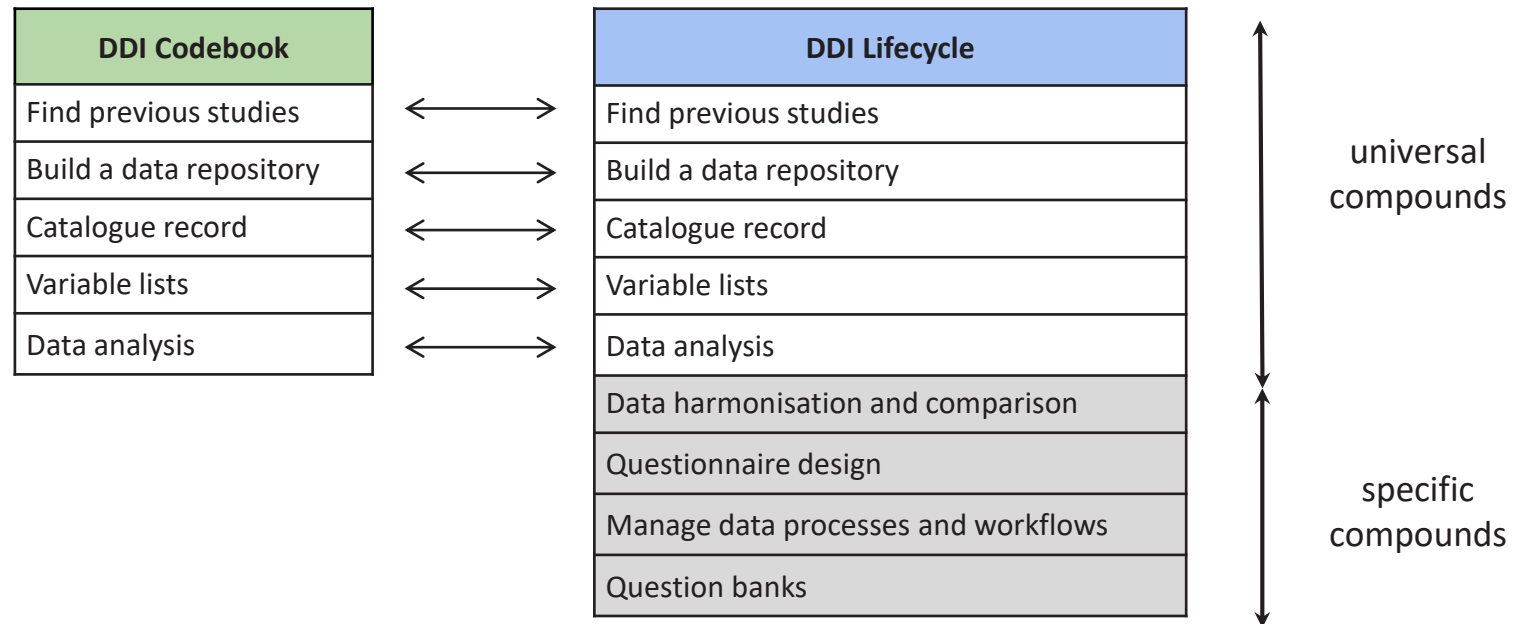 DDI Codebook
Find previous studies
Build a data repository
Catalogue record
Variable lists
Data analysis
DDI Lifecycle
Find previous studies
Build a data repository
Catalogue record
Variable lists
Data analysis
Data harmonisation and comparison
Questionnaire design
Manage data processes and workflows
Question banks
universal
compounds
specific
compounds